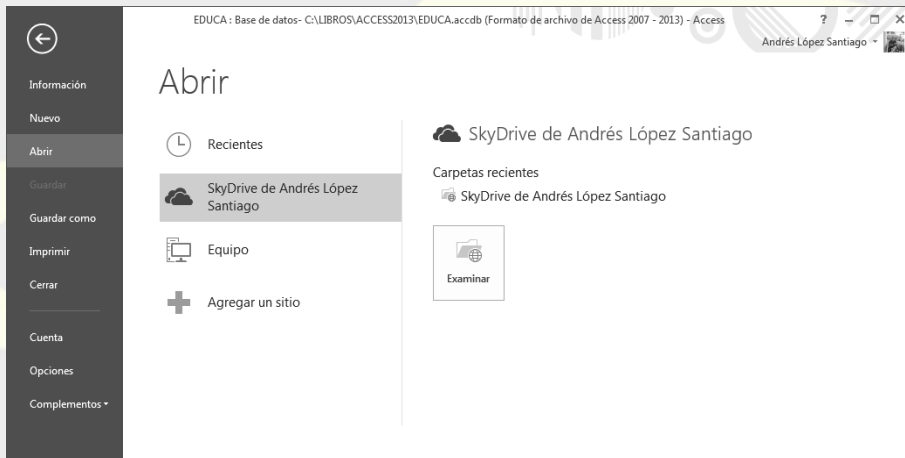 EDUCA : Base de datos- C:\LIBROS\ACCESS2013\EDUCA.accdb (Formato de archivo de Access 2007 - 2013) - Access
?
Andrés López Santiago
Información
Nuevo
Abrir
Guardar
Guardar como
Imprimir
Cerrar
Cuenta
Opciones
Complementos
Abrir
Recientes
SkyDrive de Andrés López
Santiago
Equipo
Agregar un sitio
SkyDrive de Andrés López Santiago
Carpetas recientes
SkyDrive de Andrés López Santiago
Examinar